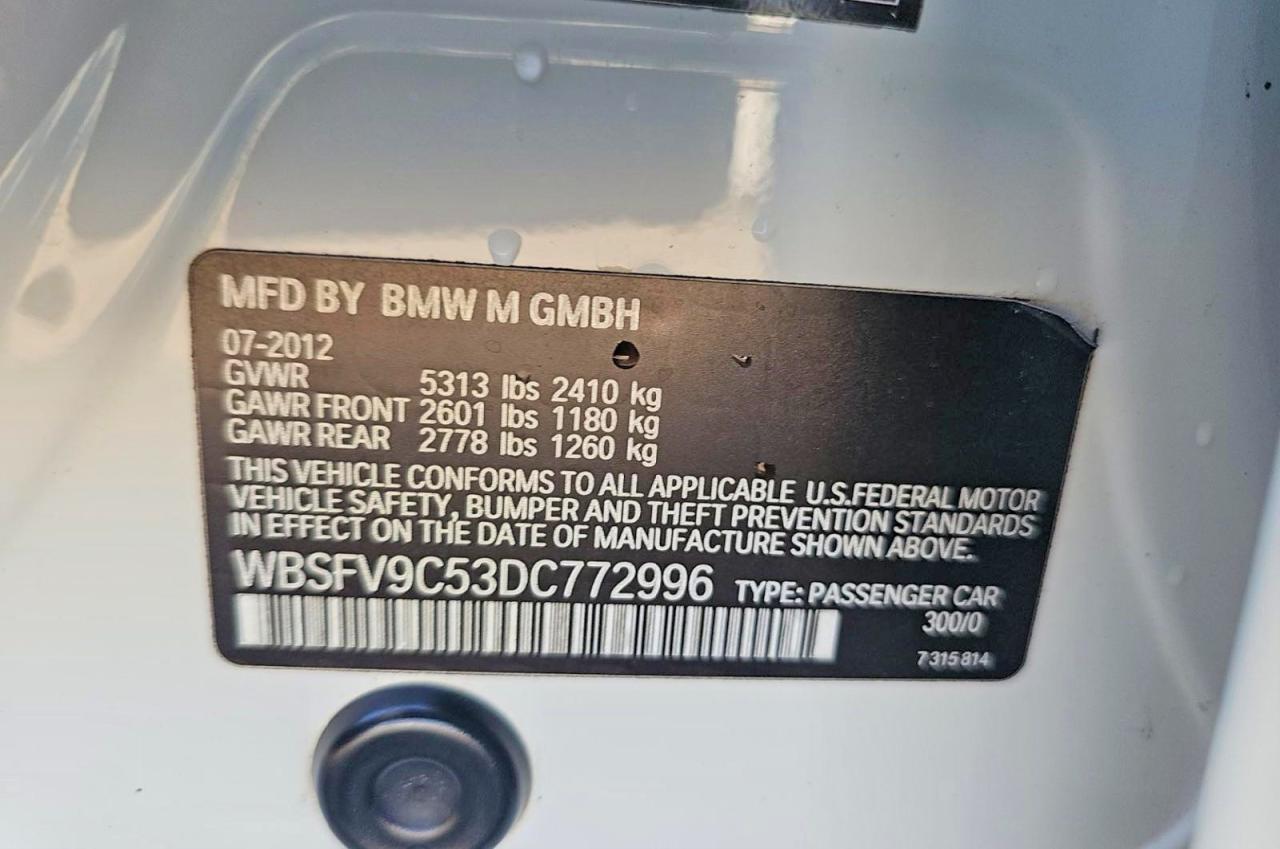 MFD BY BMW M GMBH
07-2012
GVWR 5313 lbs 2410 kg
GAWR FRONT 2601 lbs 1180 kg
GAWR REAR 2778 lbs 1260 kg
THIS VEHICLE CONFORMS TO ALL APPLICABLE U.S.FEDERAL MOTOR
VEHICLE SAFETY, BUMPER AND THEFT PREVENTION STANDARDS
IN EFFECT ON THE DATE OF MANUFACTURE SHOWN ABOVE.
WBSFV9C53DC772996 TYPE: PASSENGER CAR
300/0
7 315 814